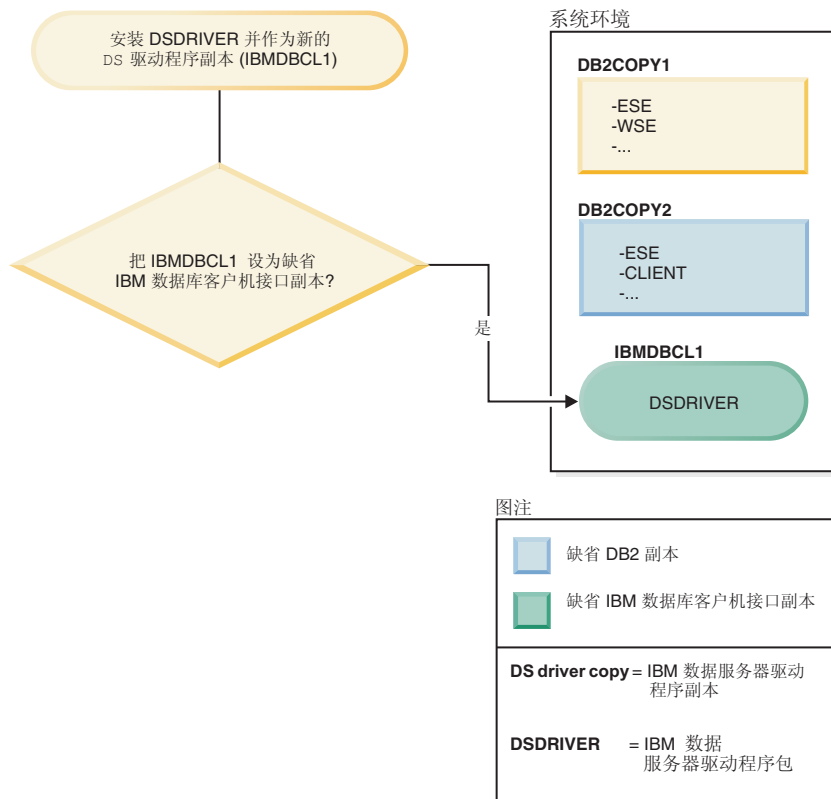 安装 DSDRIVER 并作为新的
DS 驱动程序副本 (IBMDBCL1)
把 IBMDBCL1 设为缺省
IBM 数据库客户机接口副本?
是
系统环境
DB2COPY1
-ESE
-WSE
-...
DB2COPY2
-ESE
-CLIENT
-...
IBMDBCL1
DSDRIVER
图注
缺省 DB2 副本
缺省 IBM 数据库客户机接口副本
DS driver copy = IBM 数据服务器驱动
程序副本
DSDRIVER = IBM 数据
服务器驱动程序包